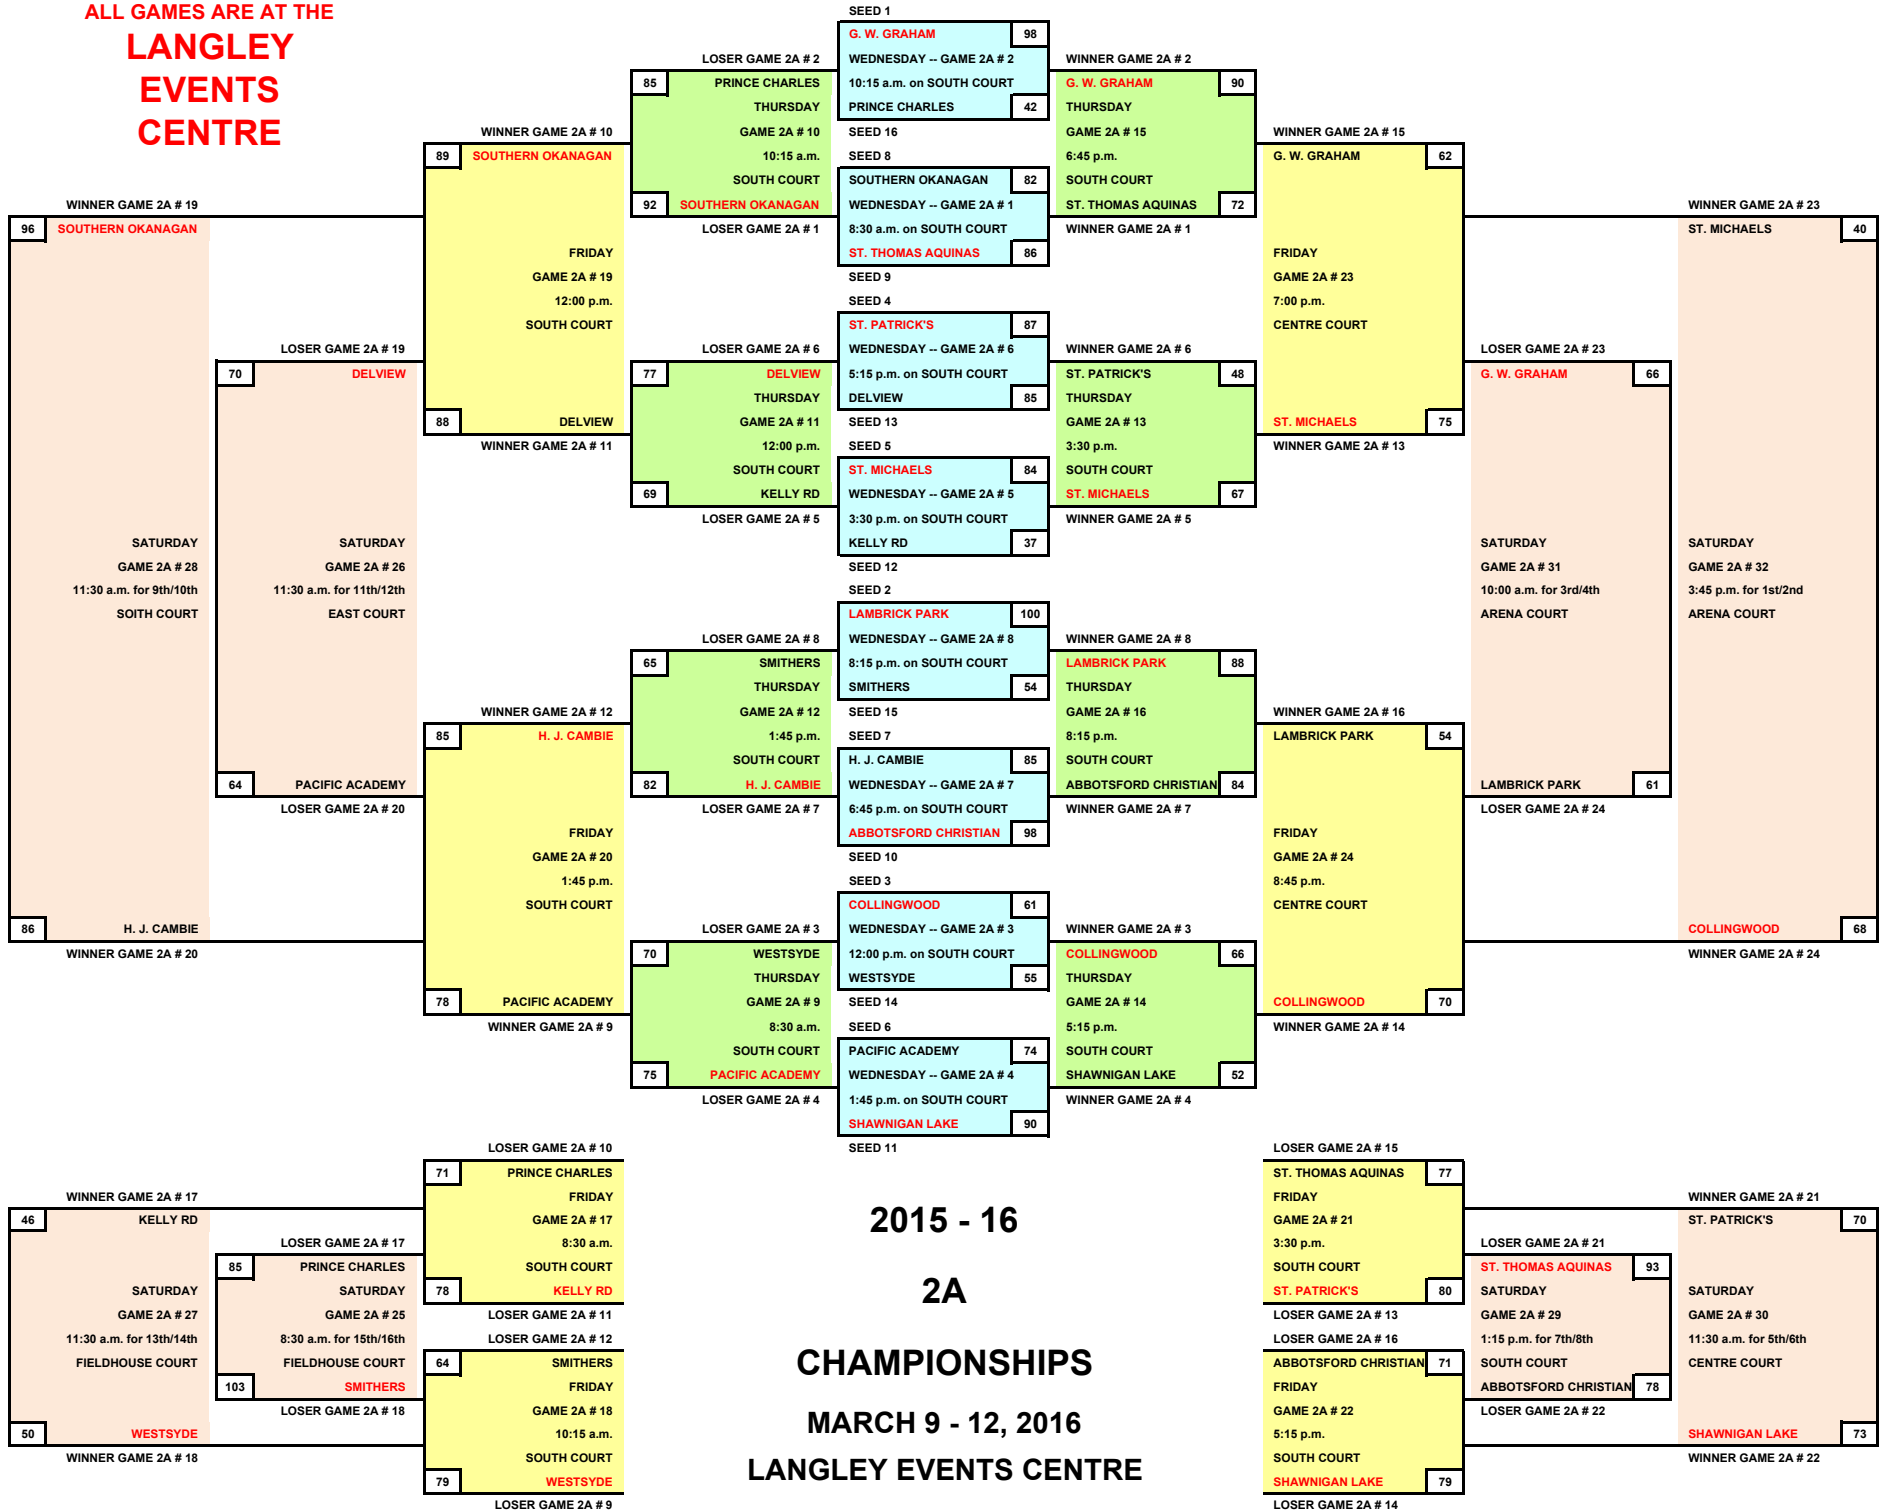 ALL GAMES ARE AT THE
LANGLEY
EVENTS
CENTRE
WINNER GAME 2A # 19
96 SOUTHERN OKANAGAN
SATURDAY
GAME 2A # 28
11:30 a.m. for 9th/10th
SOITH COURT
86 H. J. CAMBIE
WINNER GAME 2A # 20
LOSER GAME 2A # 19
70 DELVIEW
SATURDAY
GAME 2A # 26
11:30 a.m. for 11th/12th
EAST COURT
64 PACIFIC ACADEMY
LOSER GAME 2A # 20
WINNER GAME 2A # 10
89 SOUTHERN OKANAGAN
FRIDAY
GAME 2A # 19
12:00 p.m.
SOUTH COURT
88 DELVIEW
WINNER GAME 2A # 11
WINNER GAME 2A # 12
85 H. J. CAMBIE
FRIDAY
GAME 2A # 20
1:45 p.m.
SOUTH COURT
78 PACIFIC ACADEMY
WINNER GAME 2A # 9
LOSER GAME 2A # 2
85 PRINCE CHARLES
THURSDAY
GAME 2A # 10
10:15 a.m.
SOUTH COURT
92 SOUTHERN OKANAGAN
LOSER GAME 2A # 1
LOSER GAME 2A # 6
77 DELVIEW
THURSDAY
GAME 2A # 11
12:00 p.m.
SOUTH COURT
69 KELLY RD
LOSER GAME 2A # 5
LOSER GAME 2A # 8
65 SMITHERS
THURSDAY
GAME 2A # 12
1:45 p.m.
SOUTH COURT
82 H. J. CAMBIE
LOSER GAME 2A # 7
LOSER GAME 2A # 3
70 WESTSYDE
THURSDAY
GAME 2A # 9
8:30 a.m.
SOUTH COURT
75 PACIFIC ACADEMY
LOSER GAME 2A # 4
SEED 1
G. W. GRAHAM 98
WEDNESDAY -- GAME 2A # 2
10:15 a.m. on SOUTH COURT
PRINCE CHARLES 42
SEED 16
SEED 8
SOUTHERN OKANAGAN 82
WEDNESDAY -- GAME 2A # 1
8:30 a.m. on SOUTH COURT
ST. THOMAS AQUINAS 86
SEED 9
SEED 4
ST. PATRICK'S 87
WEDNESDAY -- GAME 2A # 6
5:15 p.m. on SOUTH COURT
DELVIEW 85
SEED 13
SEED 5
ST. MICHAELS 84
WEDNESDAY -- GAME 2A # 5
3:30 p.m. on SOUTH COURT
KELLY RD 37
SEED 12
SEED 2
LAMBRICK PARK 100
WEDNESDAY -- GAME 2A # 8
8:15 p.m. on SOUTH COURT
SMITHERS 54
SEED 15
SEED 7
H. J. CAMBIE 85
WEDNESDAY -- GAME 2A # 7
6:45 p.m. on SOUTH COURT
ABBOTSFORD CHRISTIAN 98
SEED 10
SEED 3
COLLINGWOOD 61
WEDNESDAY -- GAME 2A # 3
12:00 p.m. on SOUTH COURT
WESTSYDE 55
SEED 14
SEED 6
PACIFIC ACADEMY 74
WEDNESDAY -- GAME 2A # 4
1:45 p.m. on SOUTH COURT
SHAWNIGAN LAKE 90
SEED 11
WINNER GAME 2A # 2
G. W. GRAHAM 90
THURSDAY
GAME 2A # 15
6:45 p.m.
SOUTH COURT
ST. THOMAS AQUINAS 72
WINNER GAME 2A # 1
WINNER GAME 2A # 6
ST. PATRICK'S 48
THURSDAY
GAME 2A # 13
3:30 p.m.
SOUTH COURT
ST. MICHAELS 67
WINNER GAME 2A # 5
WINNER GAME 2A # 8
LAMBRICK PARK 88
THURSDAY
GAME 2A # 16
8:15 p.m.
SOUTH COURT
ABBOTSFORD CHRISTIAN 84
WINNER GAME 2A # 7
WINNER GAME 2A # 3
COLLINGWOOD 66
THURSDAY
GAME 2A # 14
5:15 p.m.
SOUTH COURT
SHAWNIGAN LAKE 52
WINNER GAME 2A # 4
WINNER GAME 2A # 15
G. W. GRAHAM 62
FRIDAY
GAME 2A # 23
7:00 p.m.
CENTRE COURT
ST. MICHAELS 75
WINNER GAME 2A # 13
WINNER GAME 2A # 16
LAMBRICK PARK 54
FRIDAY
GAME 2A # 24
8:45 p.m.
CENTRE COURT
COLLINGWOOD 70
WINNER GAME 2A # 14
LOSER GAME 2A # 23
G. W. GRAHAM 66
SATURDAY
GAME 2A # 31
10:00 a.m. for 3rd/4th
ARENA COURT
LAMBRICK PARK 61
LOSER GAME 2A # 24
WINNER GAME 2A # 23
ST. MICHAELS 40
SATURDAY
GAME 2A # 32
3:45 p.m. for 1st/2nd
ARENA COURT
COLLINGWOOD 68
WINNER GAME 2A # 24
WINNER GAME 2A # 17
46 KELLY RD
SATURDAY
GAME 2A # 27
11:30 a.m. for 13th/14th
FIELDHOUSE COURT
50 WESTSYDE
WINNER GAME 2A # 18
LOSER GAME 2A # 17
85 PRINCE CHARLES
SATURDAY
GAME 2A # 25
8:30 a.m. for 15th/16th
FIELDHOUSE COURT
103 SMITHERS
LOSER GAME 2A # 18
LOSER GAME 2A # 10
71 PRINCE CHARLES
FRIDAY
GAME 2A # 17
8:30 a.m.
SOUTH COURT
78 KELLY RD
LOSER GAME 2A # 11
LOSER GAME 2A # 12
64 SMITHERS
FRIDAY
GAME 2A # 18
10:15 a.m.
SOUTH COURT
79 WESTSYDE
LOSER GAME 2A # 9
2015 - 16
2A
CHAMPIONSHIPS
MARCH 9 - 12, 2016
LANGLEY EVENTS CENTRE
LOSER GAME 2A # 15
ST. THOMAS AQUINAS 77
FRIDAY
GAME 2A # 21
3:30 p.m.
SOUTH COURT
ST. PATRICK'S 80
LOSER GAME 2A # 13
LOSER GAME 2A # 16
ABBOTSFORD CHRISTIAN 71
FRIDAY
GAME 2A # 22
5:15 p.m.
SOUTH COURT
SHAWNIGAN LAKE 79
LOSER GAME 2A # 14
LOSER GAME 2A # 21
ST. THOMAS AQUINAS 93
SATURDAY
GAME 2A # 29
1:15 p.m. for 7th/8th
SOUTH COURT
ABBOTSFORD CHRISTIAN 78
LOSER GAME 2A # 22
WINNER GAME 2A # 21
ST. PATRICK'S 70
SATURDAY
GAME 2A # 30
11:30 a.m. for 5th/6th
CENTRE COURT
SHAWNIGAN LAKE 73
WINNER GAME 2A # 22